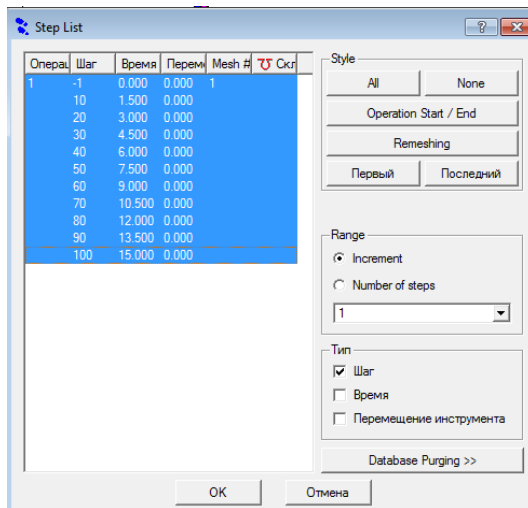 Step List
Операц Шаг Время Переме Mesh # Скл
1 -1 0.000 0.000 1
10 1.500 0.000
20 3.000 0.000
30 4.500 0.000
40 6.000 0.000
50 7.500 0.000
60 9.000 0.000
70 10.500 0.000
80 12.000 0.000
90 13.500 0.000
100 15.000 0.000
Style
All None
Operation Start / End
Remeshing
Первый Последний
Range
Increment
Number of steps
1
Тип
Шаг
Время
Перемещение инструмента
Database Purging >>
OK Отмена